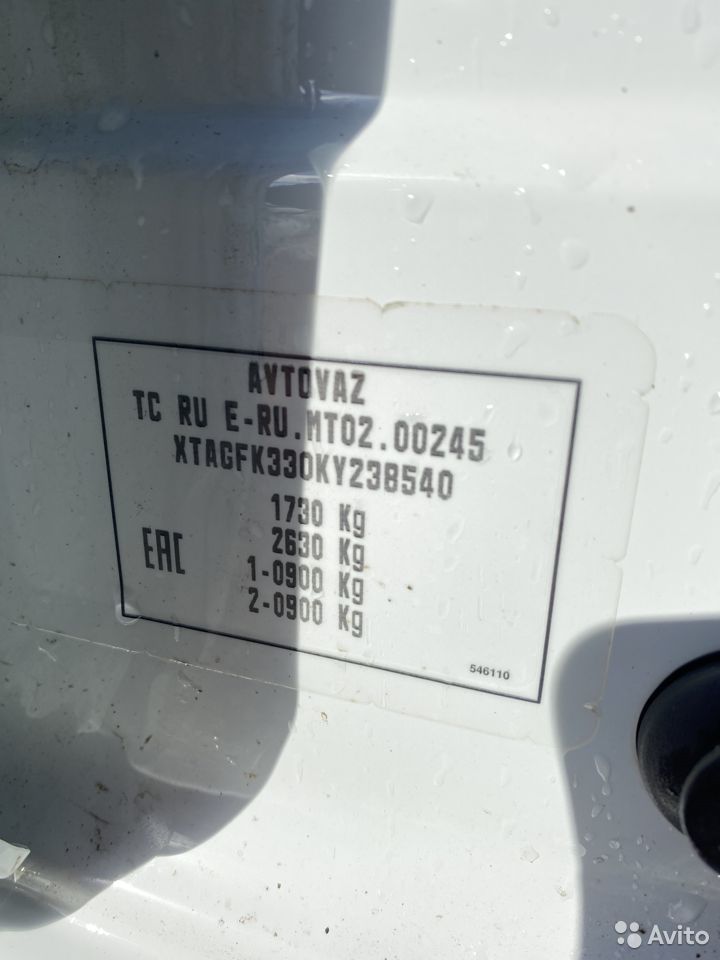 AVTOVAZ
TC RU E-RU.MT02.00245
XTAGFK330KY238540
1730 Kg
2630 Kg
EAC
1-0900 Kg
2-0900 Kg
546110
Avito